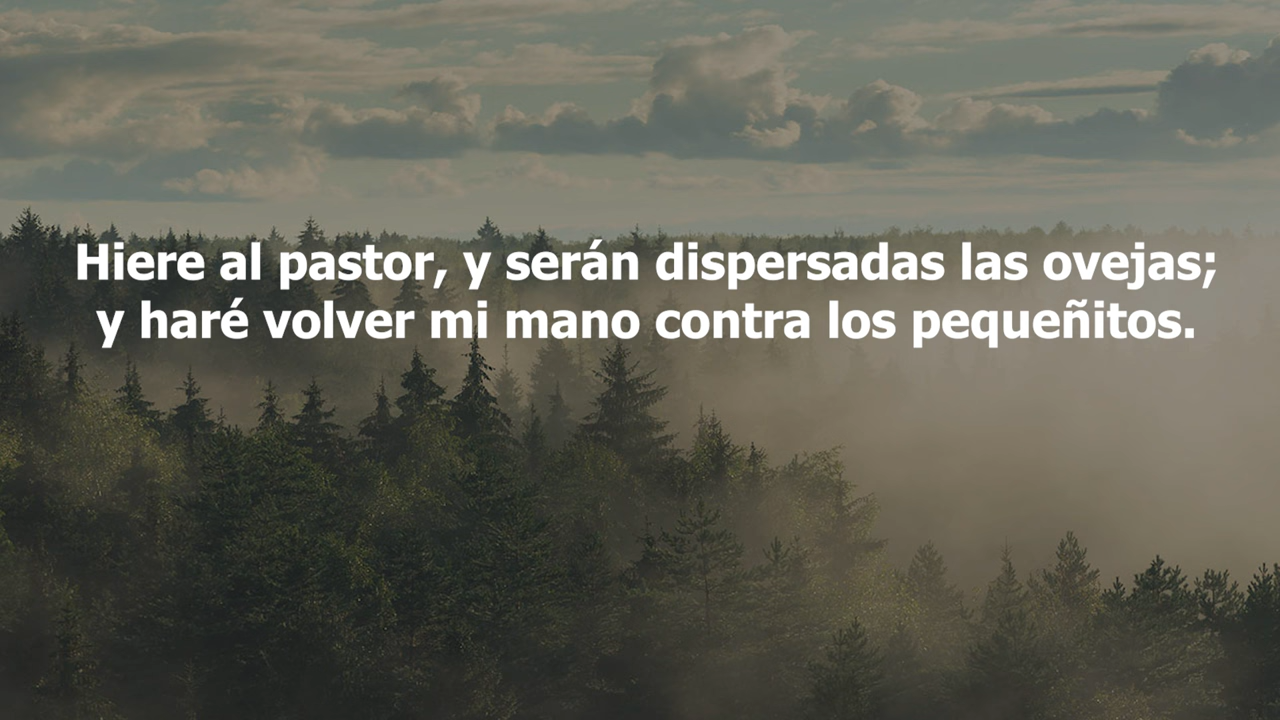 Hiere al pastor, y serán dispersadas las ovejas;
y haré volver mi mano contra los pequeñitos.